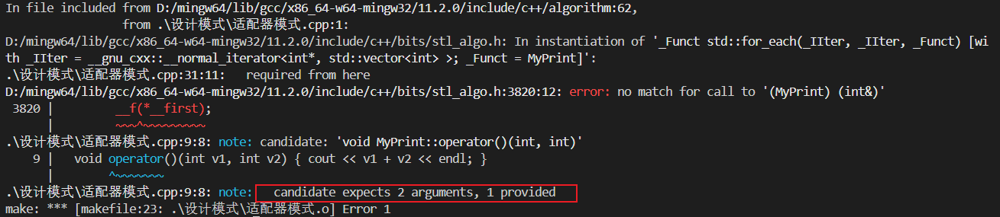 In file included from D:/mingw64/lib/gcc/x86_64-w64-mingw32/11.2.0/include/c++/algorithm:62,
                 from .\设计模式\适配器模式.cpp:1:
D:/mingw64/lib/gcc/x86_64-w64-mingw32/11.2.0/include/c++/bits/stl_algo.h: In instantiation of '_Funct std::for_each(_IIter, _IIter, _Funct) [wi
th _IIter = __gnu_cxx::__normal_iterator<int*, std::vector<int> >; _Funct = MyPrint]':
.\设计模式\适配器模式.cpp:31:11:   required from here
D:/mingw64/lib/gcc/x86_64-w64-mingw32/11.2.0/include/c++/bits/stl_algo.h:3820:12: error: no match for call to '(MyPrint) (int&)'
 3820 |         __f(*__first);
      |         ~~~^~~~~~~~~~
.\设计模式\适配器模式.cpp:9:8: note: candidate: 'void MyPrint::operator()(int, int)'
    9 |   void operator()(int v1, int v2) { cout << v1 + v2 << endl; }
      |        ^~~~~~~~
.\设计模式\适配器模式.cpp:9:8: note:   candidate expects 2 arguments, 1 provided
make: *** [makefile:23: .\设计模式\适配器模式.o] Error 1